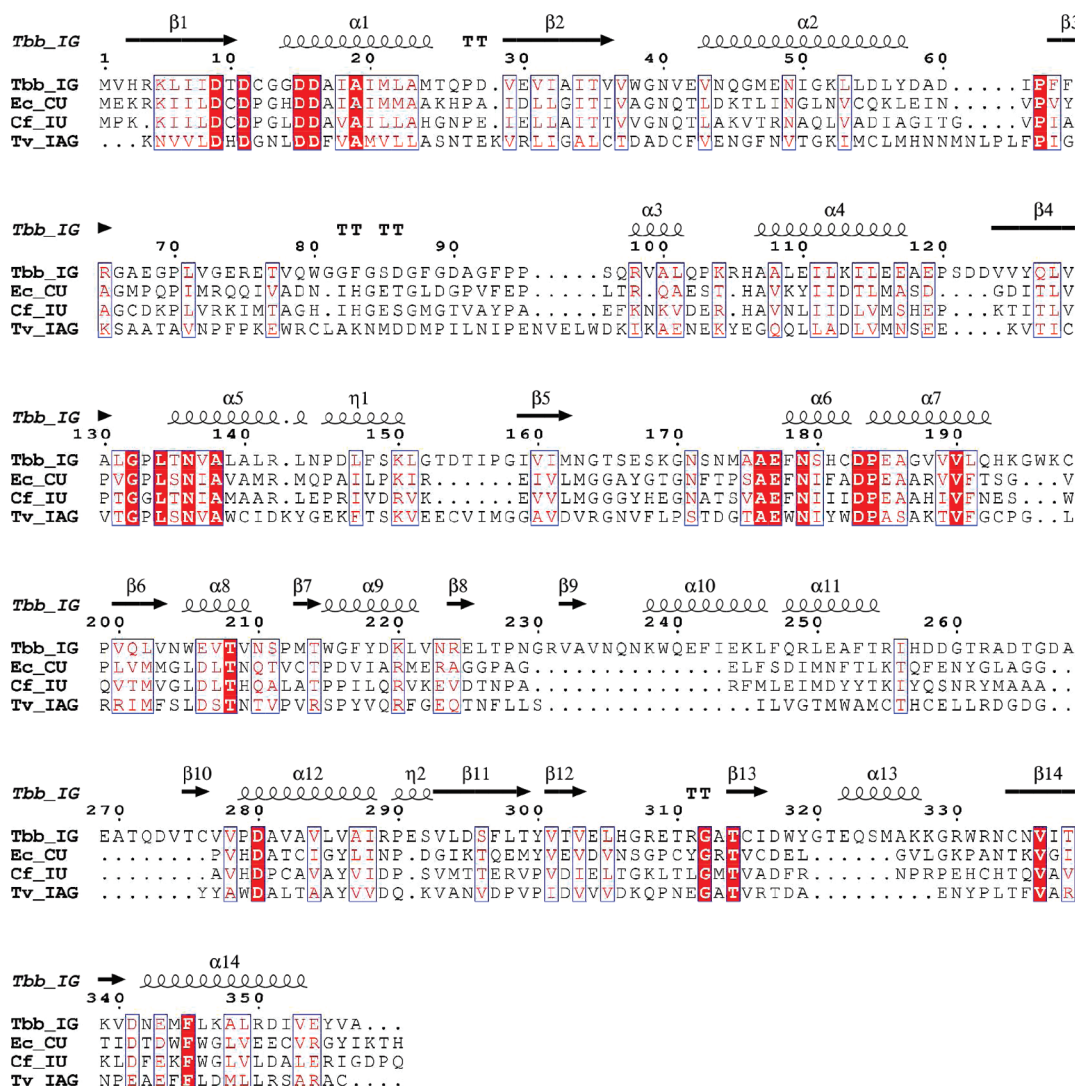 β1 α1 β2 α2 β3
Tbb_IG TT
1 10 20 30 40 50 60
Tbb_IG MVHRKLIIDTDCGGDDAIAIMLAMTQPD.VEVIAITVVWGNVEVNQGMENIGKLLDLYDAD.....IPFF
Ec_CU MEKRKIILDCDPGHDDAIAIMMAAKHPA.IDLLGITIVAGNQTLDKTLINGLNVCQKLEIN.....VPVY
Cf_IU MPK.KIILDCDPGLDDAVAILLAHGNPE.IELLAITTVVGNQTLAKVTRNAQLVADIAGITG....VPIA
Tv_IAG ...KNVVLDHDGNLDDFVAMVLLASNTEKVRLIGALCTDADCFVENGFNVTGKIMCLMHNNMNLPLFPIG
α3 α4 β4
Tbb_IG TT TT
70 80 90 100 110 120
Tbb_IG RGAEGPLVGERETVQWGGFGSDGFGDAGFPP.....SQRVALQPKRHAALEILKILEEAEPSDDVVYQLV
Ec_CU AGMPQPIMRQQIVADN.IHGETGLDGPVFEP.....LTR.QAEST.HAVKYIIDTLMASD....GDITLV
Cf_IU AGCDKPLVRKIMTAGH.IHGESGMGTVAYPA.....EFKNKVDER.HAVNLIIDLVMSHEP...KTITLV
Tv_IAG KSAATAVNPFPKEWRCLAKNMDDMPILNIPENVELWDKIKAENEKYEGQQLLADLVMNSEE....KVTIC
α5 η1 β5 α6 α7
Tbb_IG
130 140 150 160 170 180 190
Tbb_IG ALGPLTNVALALR.LNPDLFSKLGTDTIPGIVIMNGTSESKGNSNMAAEFNSHCDPEAGVVVLQHKGWKC
Ec_CU PVGPLSNIAVAMRMQPAILPKIR.......EIVLMGGAYGTGNFTPSAEFNIFADPEAARVVFTSG...V
Cf_IU PTGGLTNIAMAARLEPRIVDRVK.......EVVLMGGGYHEGNATSVAEFNIIIDPEAAHIVFNES...W
Tv_IAG VTGPLSNVAWCIDKYGEKFTSKVEECVIMGGAVDVRGNVFLPSTDGTAEWNIYWDPASAKTVFGCPG..L
β6 α8 β7 α9 β8 β9 α10 α11
Tbb_IG
200 210 220 230 240 250 260
Tbb_IG PVQLVNWEVTVNSPMTWGFYDKLVNRELTPNGRVAVNQNKWQEFIEKLFQRLEAFTRIHDDGTRADTGDA
Ec_CU PLVMMGLDLTNQTVCTPDVIARMERAGGPAG..............ELFSDIMNFTLKTQFENYGLAGG..
Cf_IU QVTMVGLDLTHQALATPPILQRVKEVDTNPA..............RFMLEIMDYYTKIYQSNRYMAAA..
Tv_IAG RRIMFSLDSTNTVPVRSPYVQRFGEQTNFLLS................ILVGTMWAMCTHCELLRDGDG..
β10 α12 η2 β11 β12 β13 α13 β14
Tbb_IG TT
270 280 290 300 310 320 330
Tbb_IG EATQDVTCVVPDAVAVLVAIRPESVLDSFLTYVTVELHGRETRGATCIDWYGTEQSMAKKGRWRNCNVIT
Ec_CU ........PVHDATCIGYLINP.DGIKTQEMYVEVDVNSGPCYGRTVCDEL.....GVLGKPANTKVGI
Cf_IU ........AVHDPCAVAYVIDP.SVMTTERVPVDIELTGKLTLGMTVADFR......NPRPEHCHTQVAV
Tv_IAG .......YYAWDALTAAYVVDQ.KVANVDPVPIDVVVDKQPNEGATVRTDA........ENYPLTFVAR
α14
Tbb_IG
340 350
Tbb_IG KVDNEMFLKALRDIVEYVA...
Ec_CU TIDTDWFWGLVEECVRGYIKTH
Cf_IU KLDFEKFWGLVLDALERIGDPQ
Tv_IAG NPEAEFFLDMLLRSARAC....